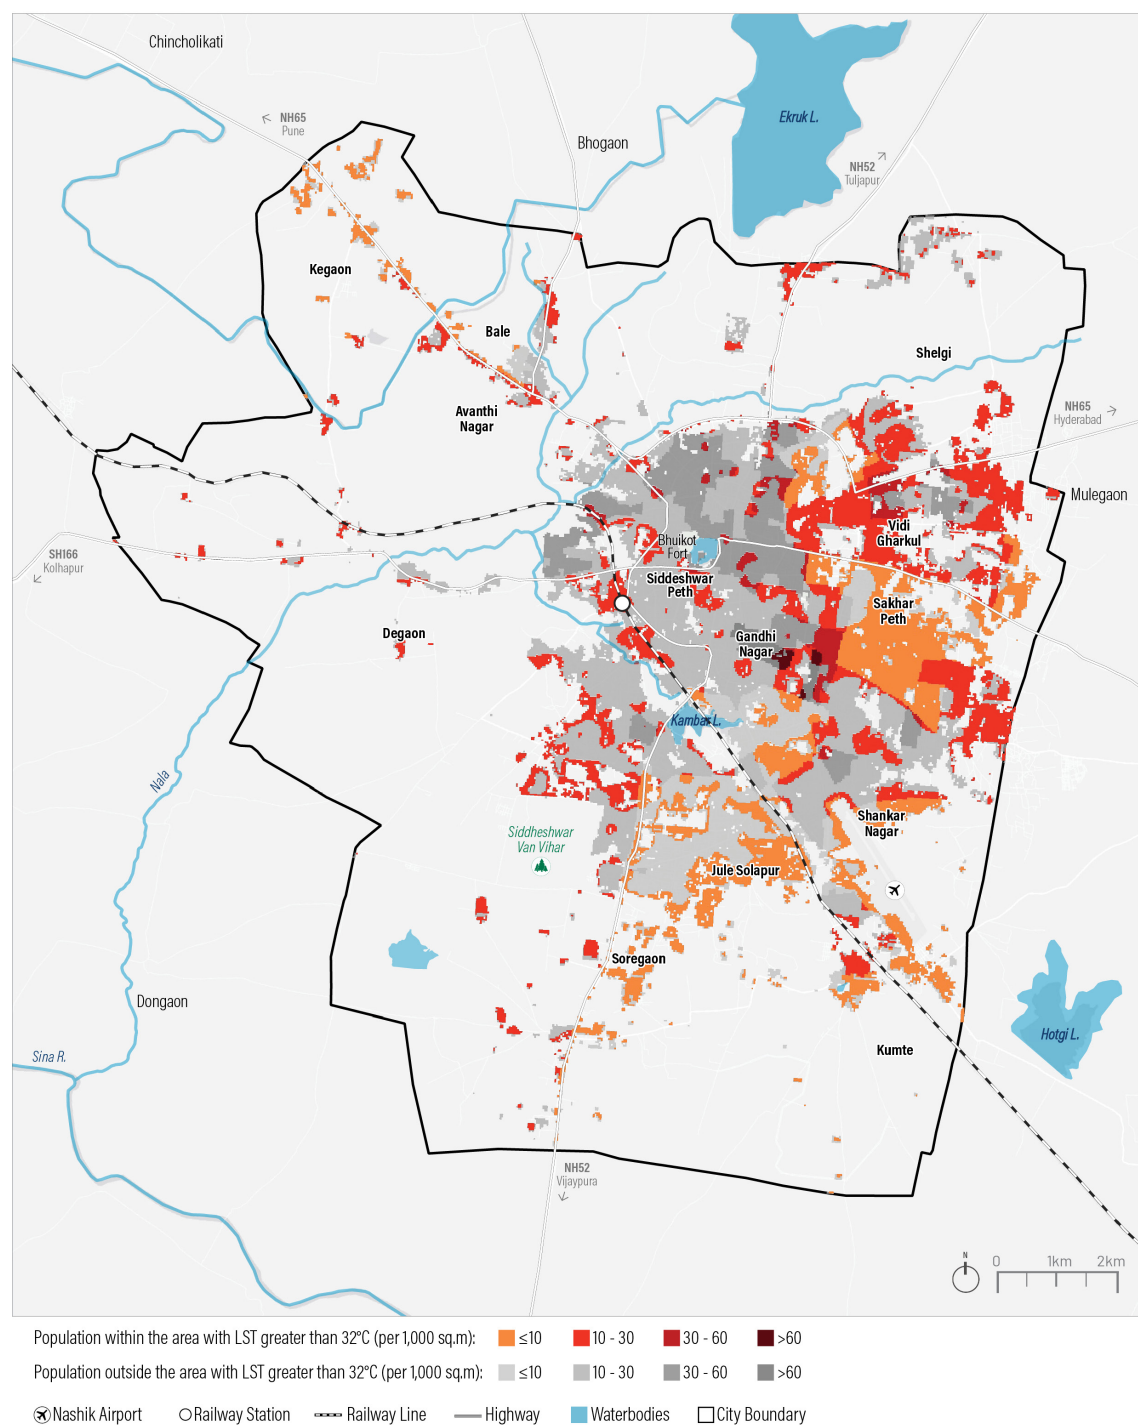 Chincholikati
Ekruk L.
NH65
Pune
Bhogaon
NH52
Tuljapur
Kegaon
Bale
Shelgi
Avanthi
Nagar
NH65
Hyderabad
Mulegaon
Vidi
Gharkul
Bhuikot
Fort
SH166
Kolhapur
Siddeshwar
Peth
Sakhar
Peth
Degaon
Gandhi
Nagar
Kambar L.
Nala
Shankar
Nagar
Siddheshwar
Van Vihar
Jule Solapur
Soregaon
Dongaon
Hotgi L.
Sina R.
Kumte
NH52
Vijaypura
N
0 1km 2km
Population within the area with LST greater than 32°C (per 1,000 sq.m): ≤10 10 - 30 30 - 60 >60
Population outside the area with LST greater than 32°C (per 1,000 sq.m): ≤10 10 - 30 30 - 60 >60
Nashik Airport Railway Station Railway Line Highway Waterbodies City Boundary